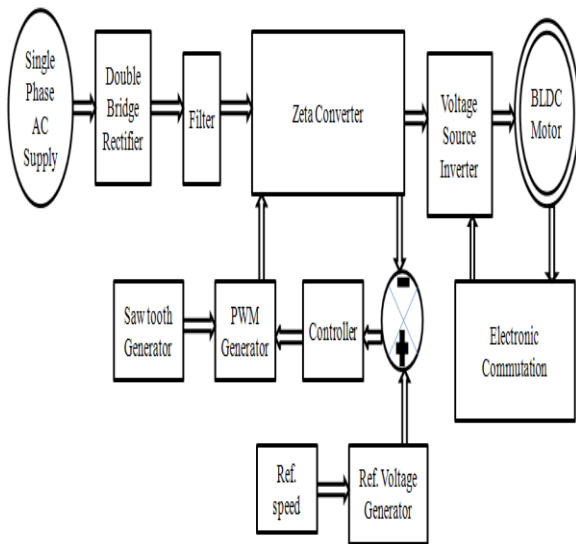 Single
Phase
AC
Supply
Double
Bridge
Rectifier
Filter
Zeta Converter
Voltage
Source
Inverter
BLDC
Motor
Saw tooth
Generator
PWM
Generator
Controller
Electronic
Commutation
Ref.
speed
Ref. Voltage
Generator